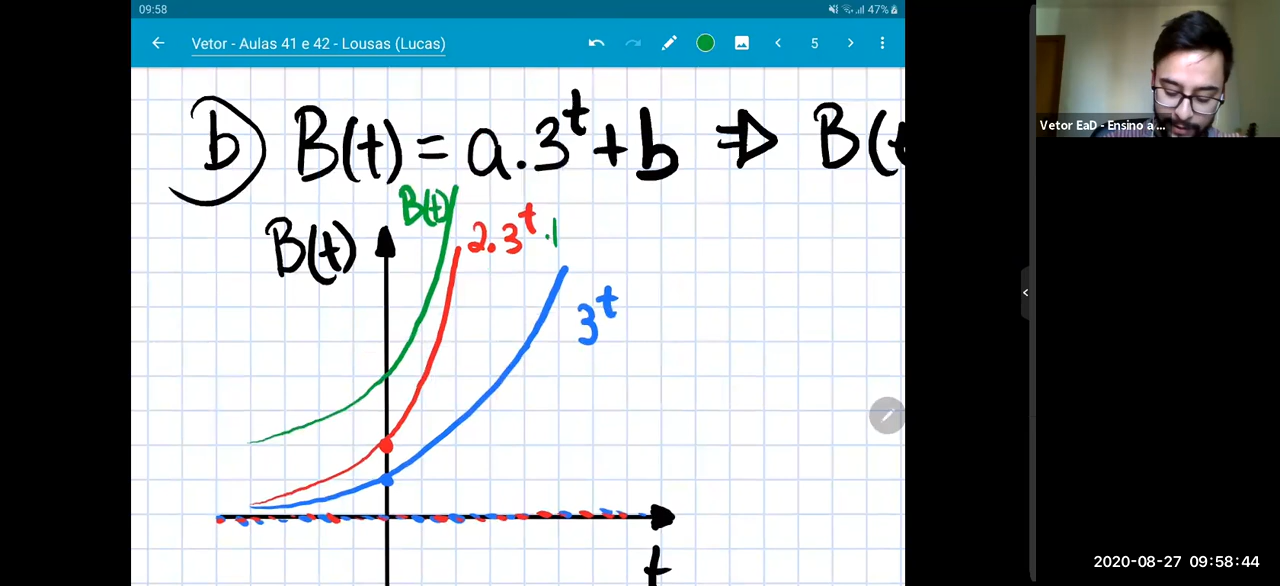 09:58
47%
Vetor - Aulas 41 e 42 - Lousas (Lucas)
5
Vetor EaD - Ensino a ...
b) B(t) = a.3^t + b ⇒ B(t
B(t)
B(t)
2.3^t .1
3^t
t
2020-08-27 09:58:44